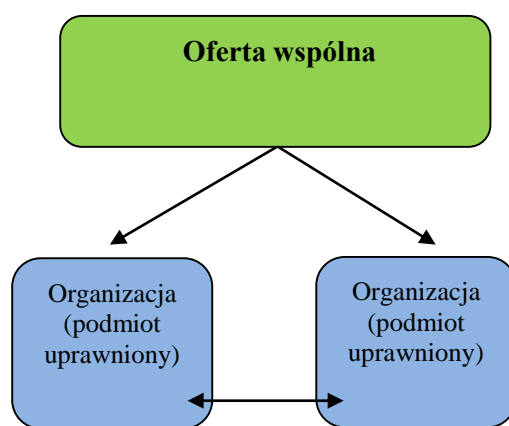 Oferta wspólna
Organizacja
(podmiot
uprawniony)
Organizacja
(podmiot
uprawniony)